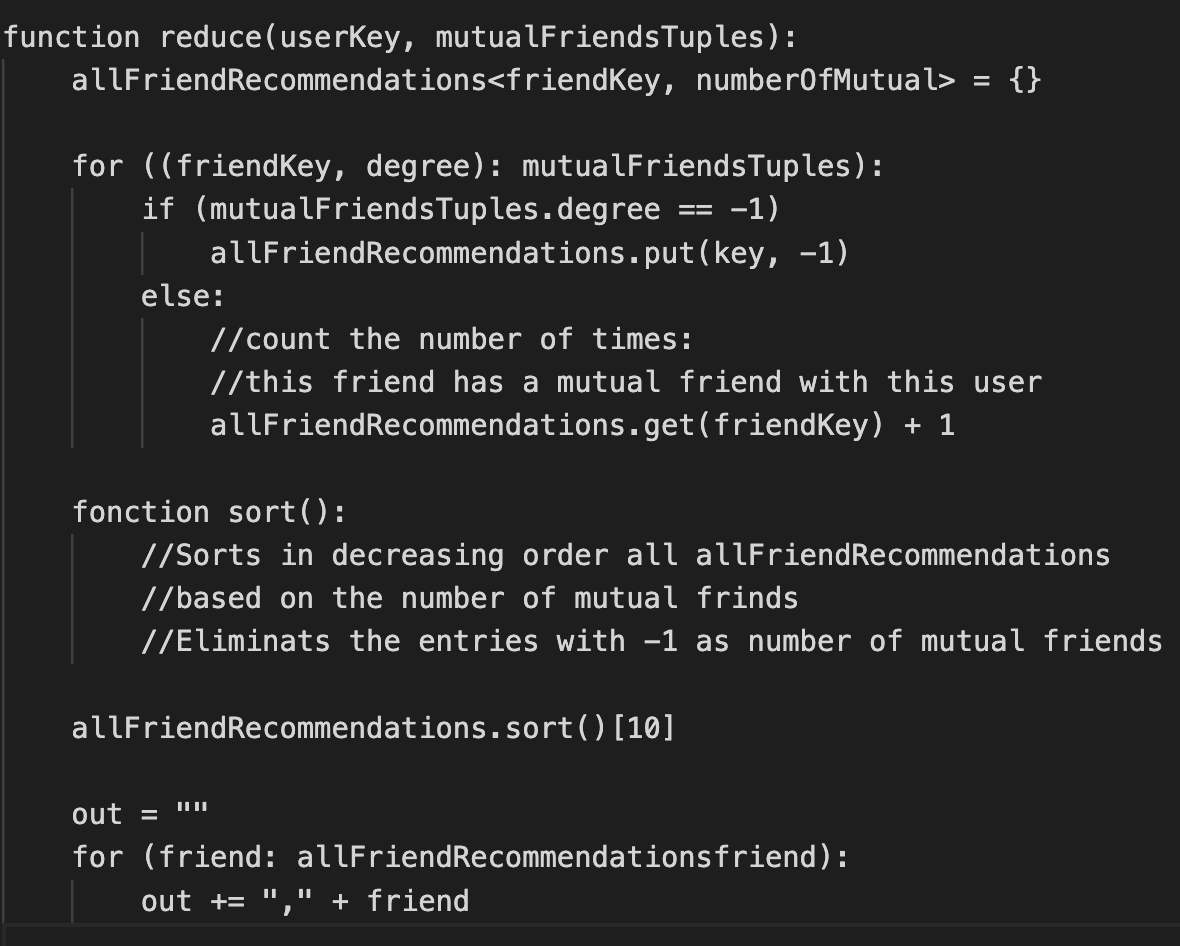 function reduce(userKey, mutualFriendsTuples):
allFriendRecommendations<friendKey, numberOfMutual> = {}
for ((friendKey, degree): mutualFriendsTuples):
if (mutualFriendsTuples.degree == -1)
allFriendRecommendations.put(key, -1)
else:
//count the number of times:
//this friend has a mutual friend with this user
allFriendRecommendations.get(friendKey) + 1
fonction sort():
//Sorts in decreasing order all allFriendRecommendations
//based on the number of mutual frinds
//Eliminats the entries with -1 as number of mutual friends
allFriendRecommendations.sort()[10]
out = ""
for (friend: allFriendRecommendationsfriend):
out += "," + friend